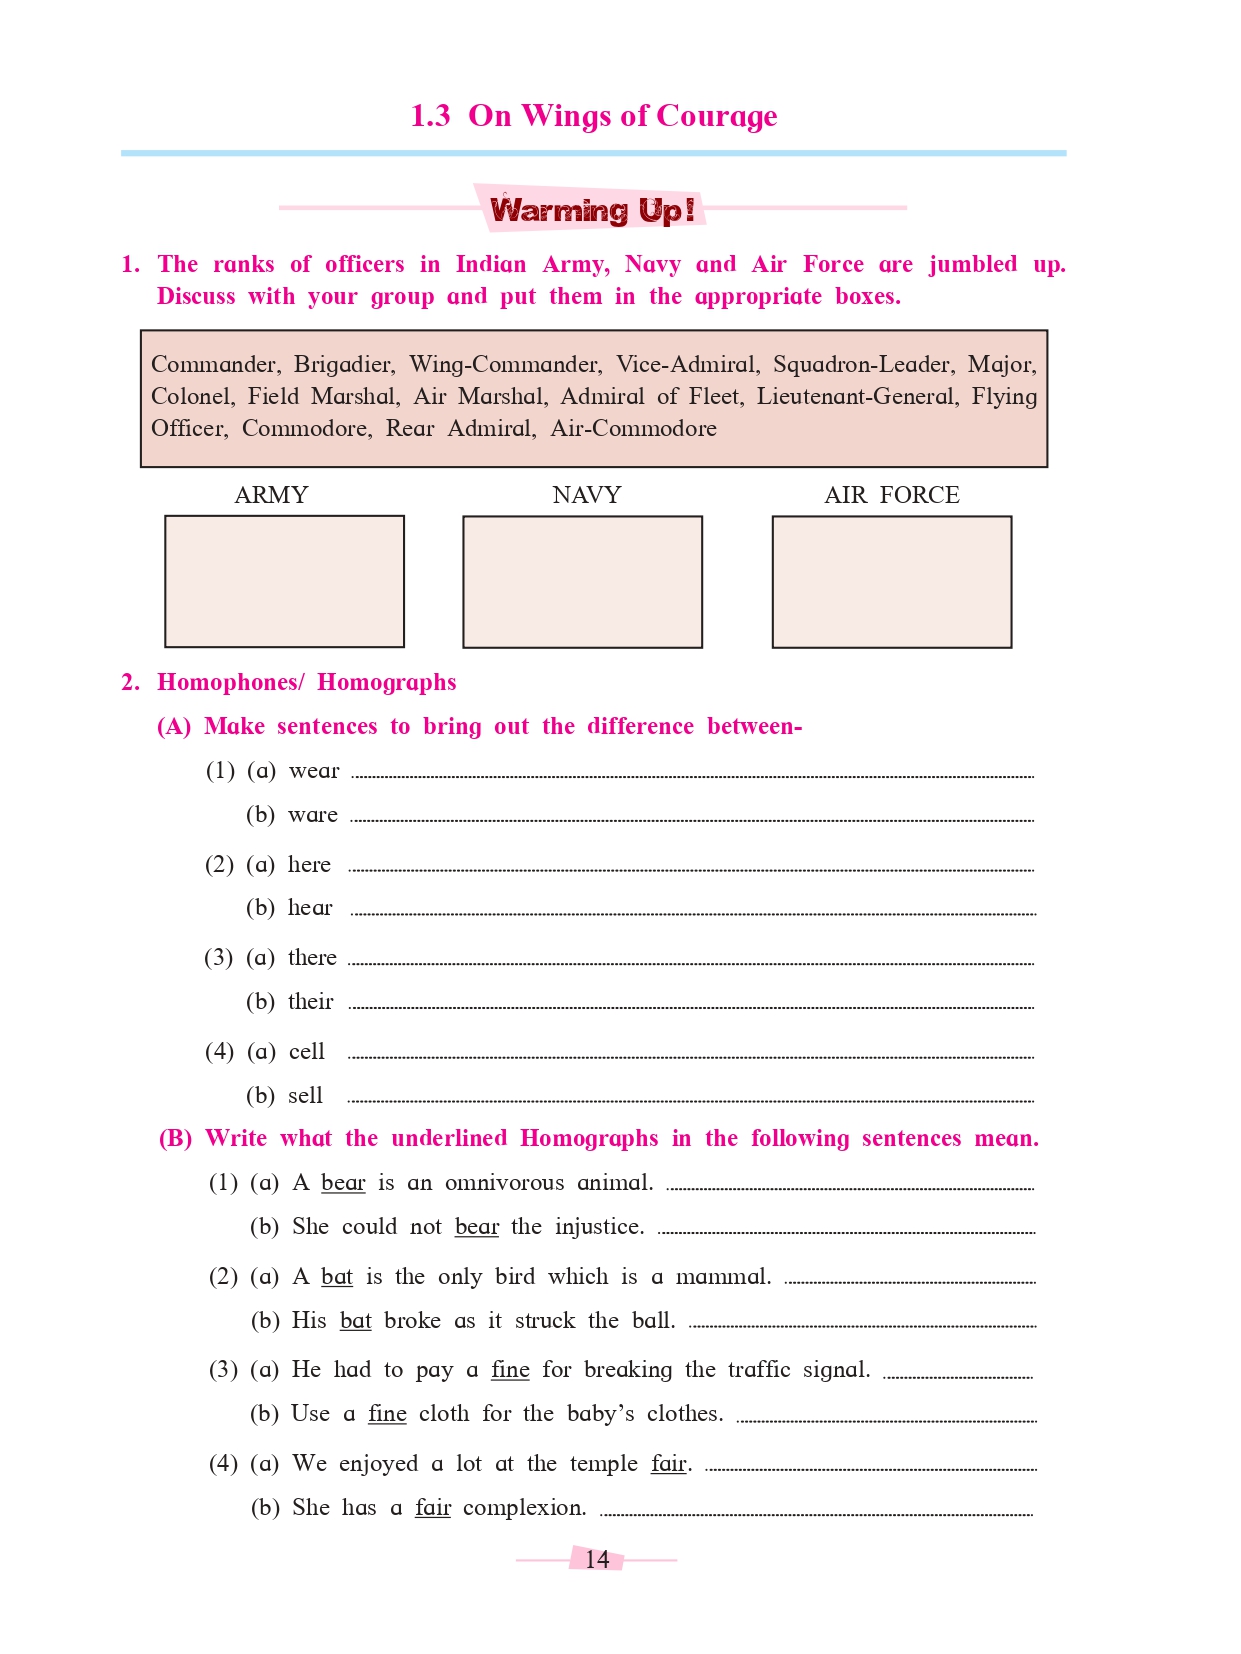 1.3 On Wings of Courage
Warming Up!
1. The ranks of officers in Indian Army, Navy and Air Force are jumbled up.
Discuss with your group and put them in the appropriate boxes.
Commander, Brigadier, Wing-Commander, Vice-Admiral, Squadron-Leader, Major,
Colonel, Field Marshal, Air Marshal, Admiral of Fleet, Lieutenant-General, Flying
Officer, Commodore, Rear Admiral, Air-Commodore
ARMY NAVY AIR FORCE
2. Homophones/ Homographs
(A) Make sentences to bring out the difference between-
(1) (a) wear
(b) ware
(2) (a) here
(b) hear
(3) (a) there
(b) their
(4) (a) cell
(b) sell
(B) Write what the underlined Homographs in the following sentences mean.
(1) (a) A bear is an omnivorous animal.
(b) She could not bear the injustice.
(2) (a) A bat is the only bird which is a mammal.
(b) His bat broke as it struck the ball.
(3) (a) He had to pay a fine for breaking the traffic signal.
(b) Use a fine cloth for the baby's clothes.
(4) (a) We enjoyed a lot at the temple fair.
(b) She has a fair complexion.
14